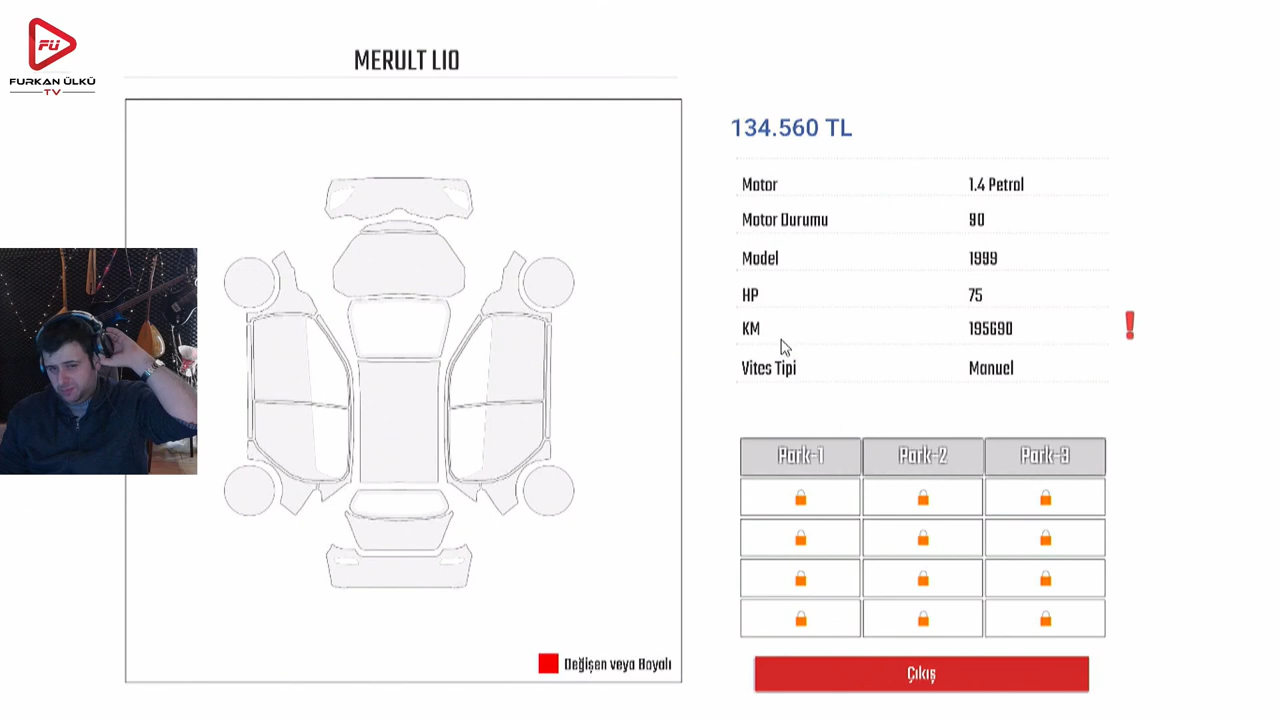 FU
FURKAN ÜLKÜ
TV
MERULT LIO
134.560 TL
Motor 1.4 Petrol
Motor Durumu 90
Model 1999
HP 75
KM 195690
Vites Tipi Manuel
Park-1 Park-2 Park-3
Değişen veya Boyalı
Çıkış